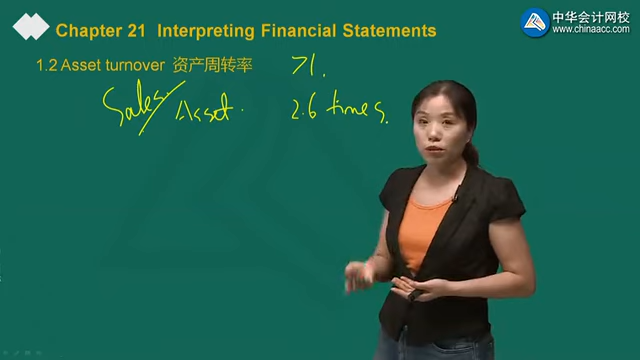 Chapter 21 Interpreting Financial Statements
中华会计网校
www.chinaacc.com
1.2 Asset turnover 资产周转率
>1.
Sales/Asset.
2.6 times.